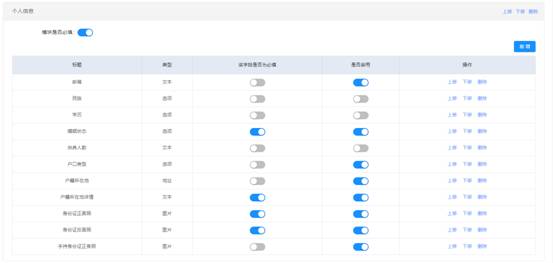 个人信息 上移 下移 删除
模块是否必填
新增
标题 类型 该字段是否为必填 是否启用 操作
邮箱 文本 上移 下移 删除
民族 选项 上移 下移 删除
学历 选项 上移 下移 删除
婚姻状态 选项 上移 下移 删除
供养人数 文本 上移 下移 删除
户口类型 选项 上移 下移 删除
户籍所在地 地址 上移 下移 删除
户籍所在地详情 文本 上移 下移 删除
身份证正面照 图片 上移 下移 删除
身份证反面照 图片 上移 下移 删除
手持身份证正面照 图片 上移 下移 删除